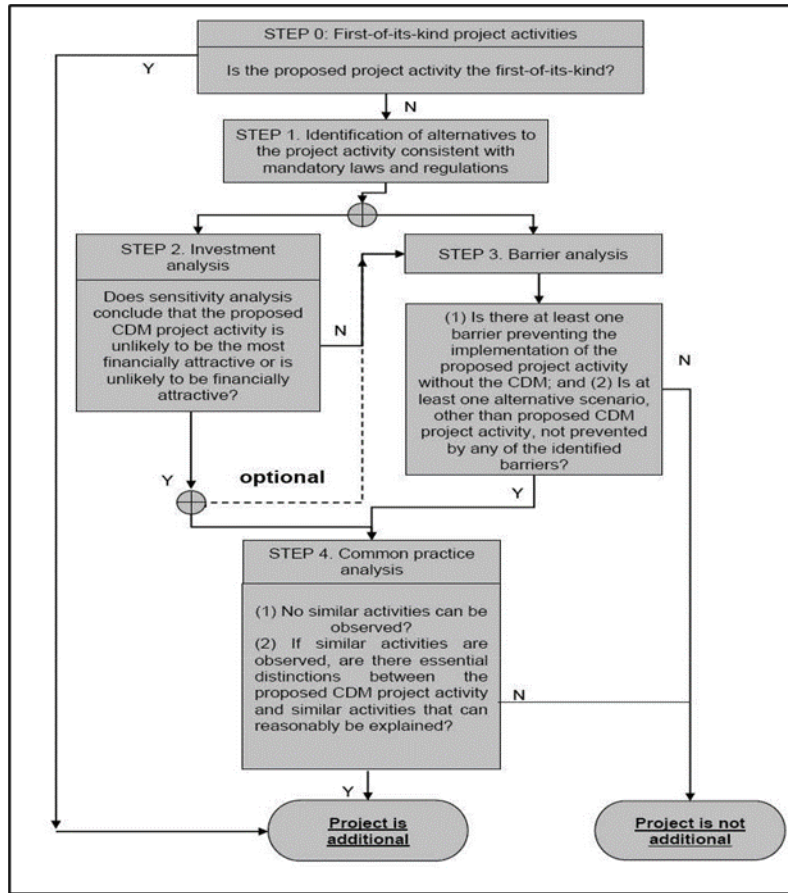 STEP 0: First-of-its-kind project activities
Y
Is the proposed project activity the first-of-its-kind?
N
STEP 1. Identification of alternatives to
the project activity consistent with
mandatory laws and regulations
STEP 2. Investment
analysis
Does sensitivity analysis
conclude that the proposed
CDM project activity is
unlikely to be the most
financially attractive or is
unlikely to be financially
attractive?
N
STEP 3. Barrier analysis
(1) Is there at least one
barrier preventing the
implementation of the
proposed project activity
without the CDM; and (2) Is at
least one alternative scenario,
other than proposed CDM
project activity, not prevented
by any of the identified
barriers?
N
Y
optional
Y
STEP 4. Common practice
analysis
(1) No similar activities can be
observed?
(2) If similar activities are
observed, are there essential
distinctions between the
proposed CDM project activity
and similar activities that can
reasonably be explained?
N
Y
Project is
additional
Project is not
additional